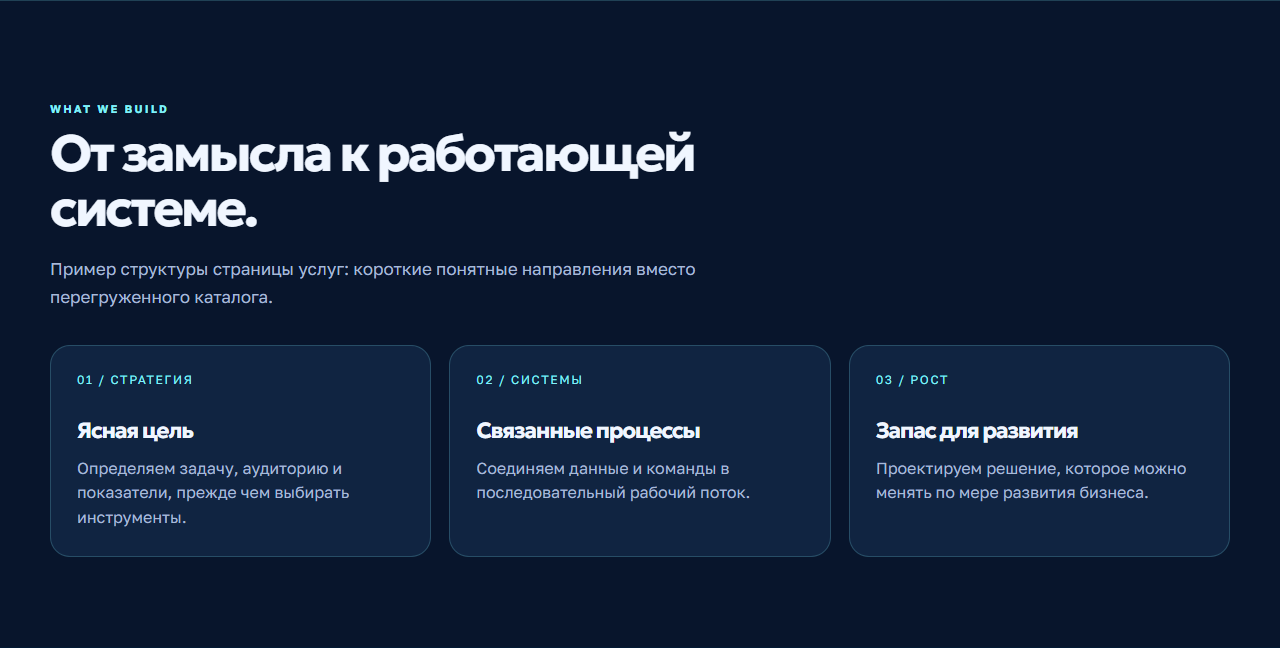 WHAT WE BUILD
От замысла к работающей
системе.
Пример структуры страницы услуг: короткие понятные направления вместо
перегруженного каталога.
01 / СТРАТЕГИЯ
Ясная цель
Определяем задачу, аудиторию и
показатели, прежде чем выбирать
инструменты.
02 / СИСТЕМЫ
Связанные процессы
Соединяем данные и команды в
последовательный рабочий поток.
03 / РОСТ
Запас для развития
Проектируем решение, которое можно
менять по мере развития бизнеса.